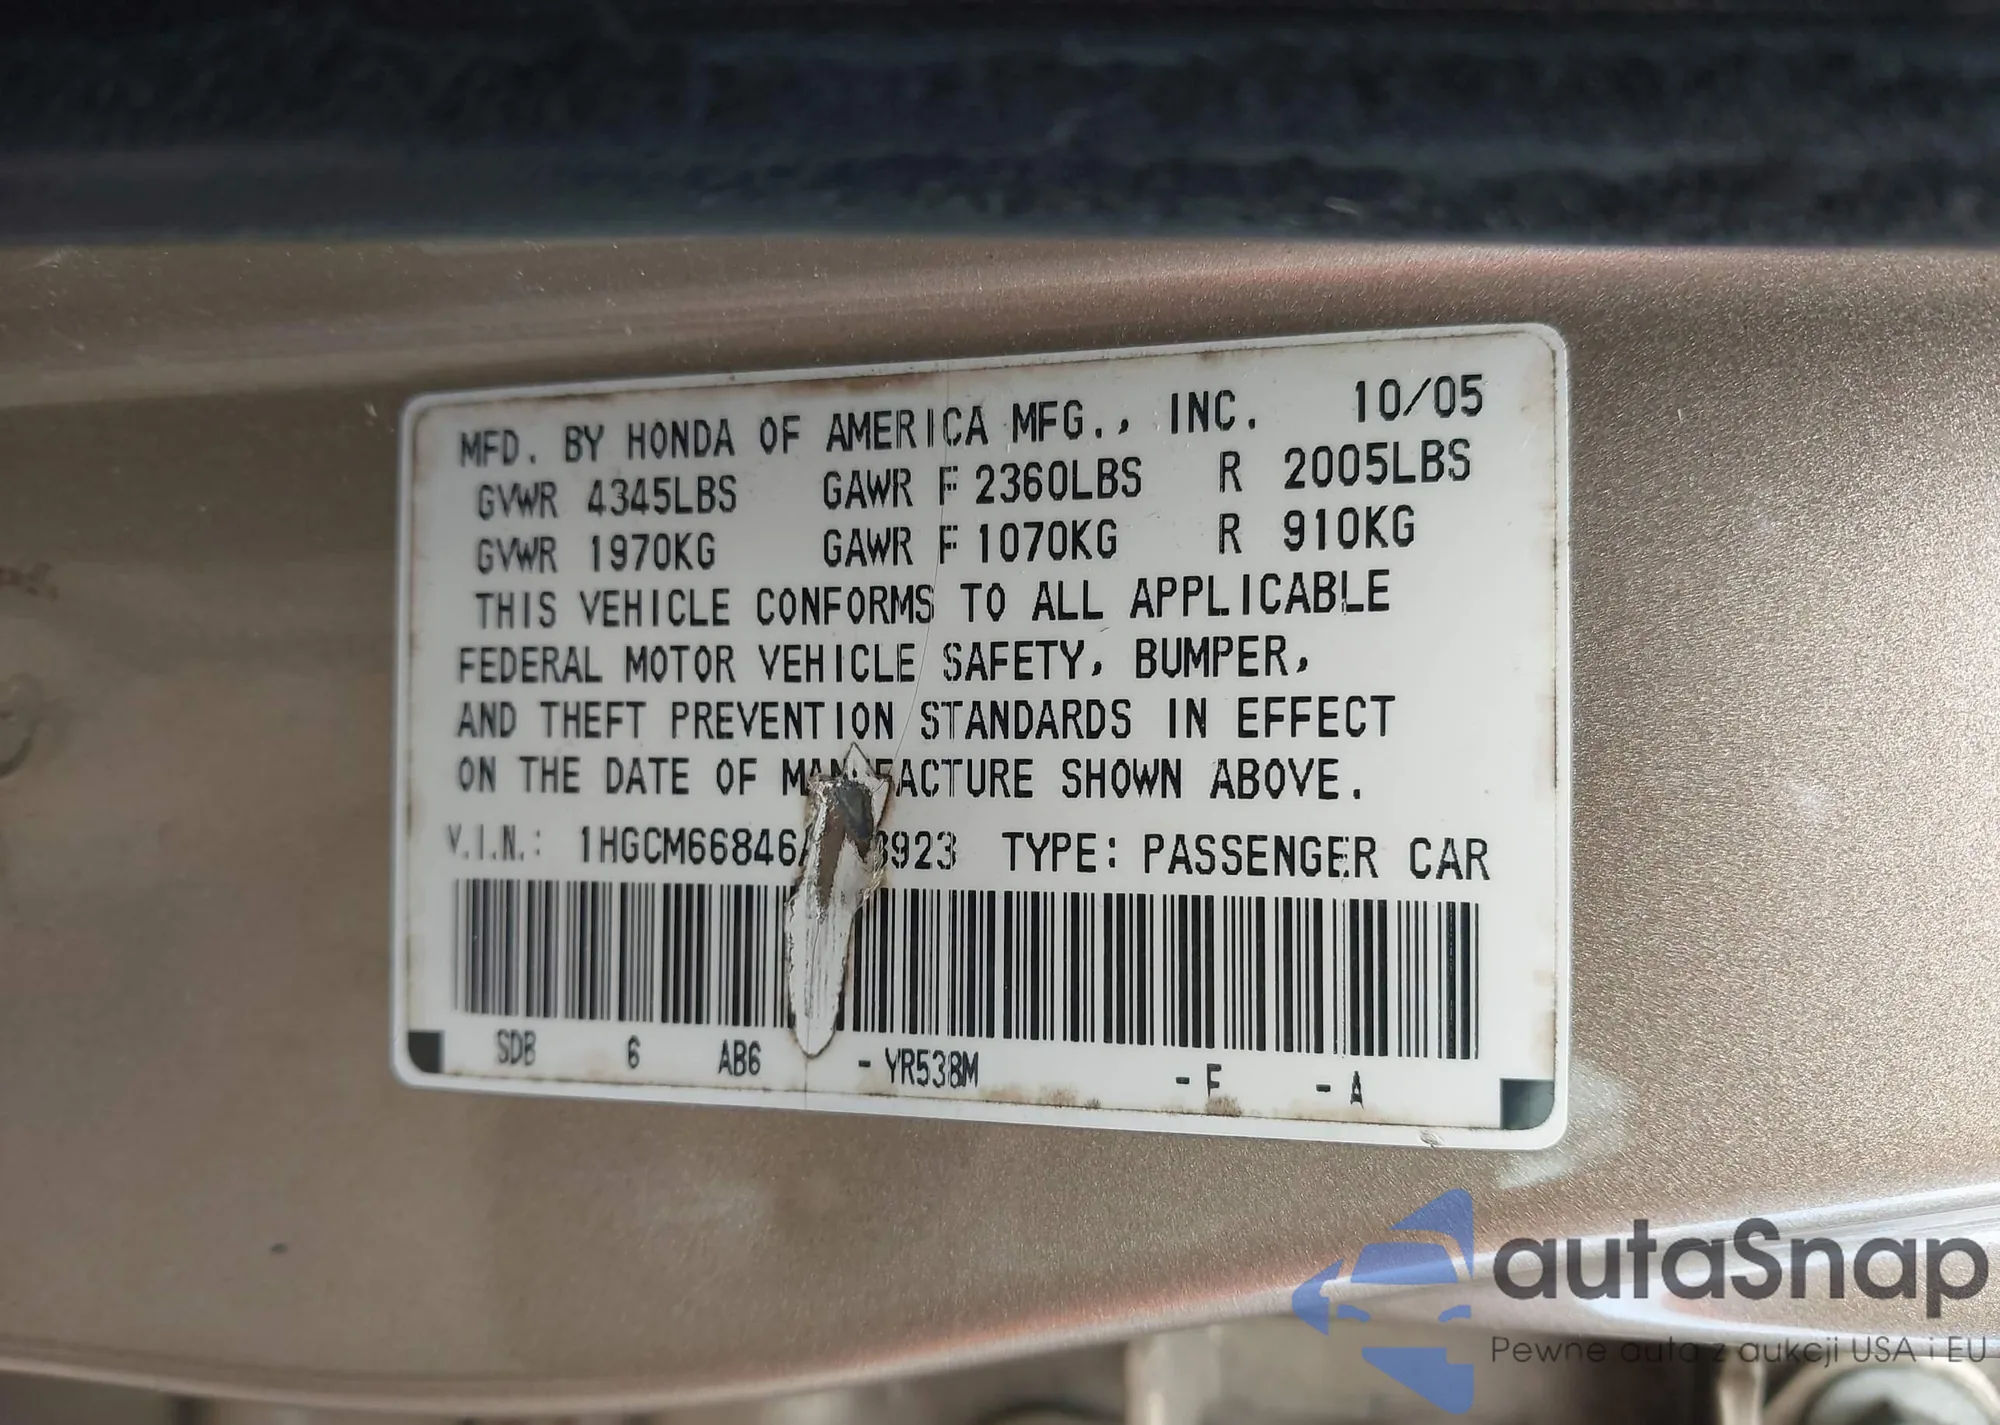 MFD. BY HONDA OF AMERICA MFG., INC. 10/05
GVWR 4345LBS GAWR F 2360LBS R 2005LBS
GVWR 1970KG GAWR F 1070KG R 910KG
THIS VEHICLE CONFORMS TO ALL APPLICABLE
FEDERAL MOTOR VEHICLE SAFETY, BUMPER,
AND THEFT PREVENTION STANDARDS IN EFFECT
ON THE DATE OF MANUFACTURE SHOWN ABOVE.
V.I.N.: TYPE: PASSENGER CAR
SDB 6 AB6 - YR538M - F - A
autaSnap
Pewne auta z aukcji USA i EU